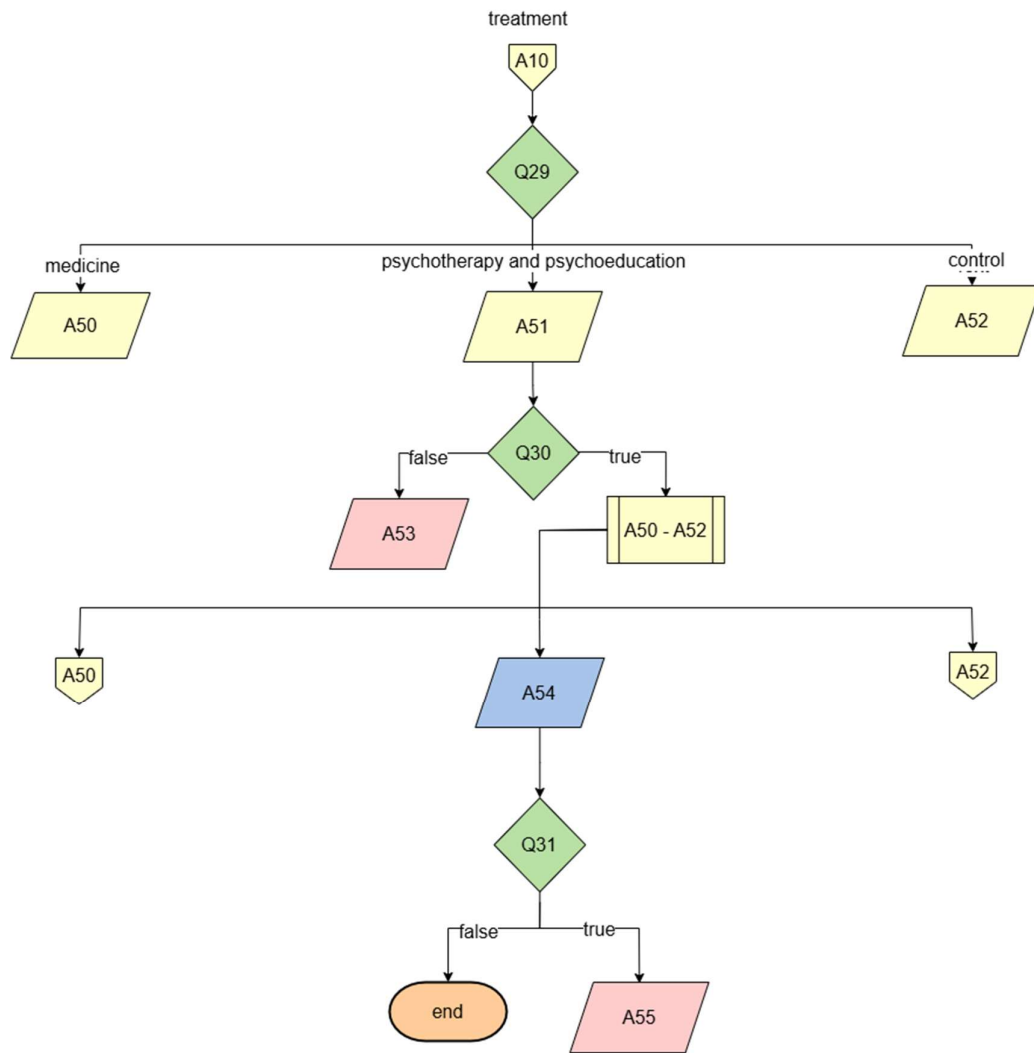 treatment
A10
Q29
medicine
psychotherapy and psychoeducation
control
A50
A51
A52
Q30
false
true
A53
A50 - A52
A50
A54
A52
Q31
false
true
end
A55